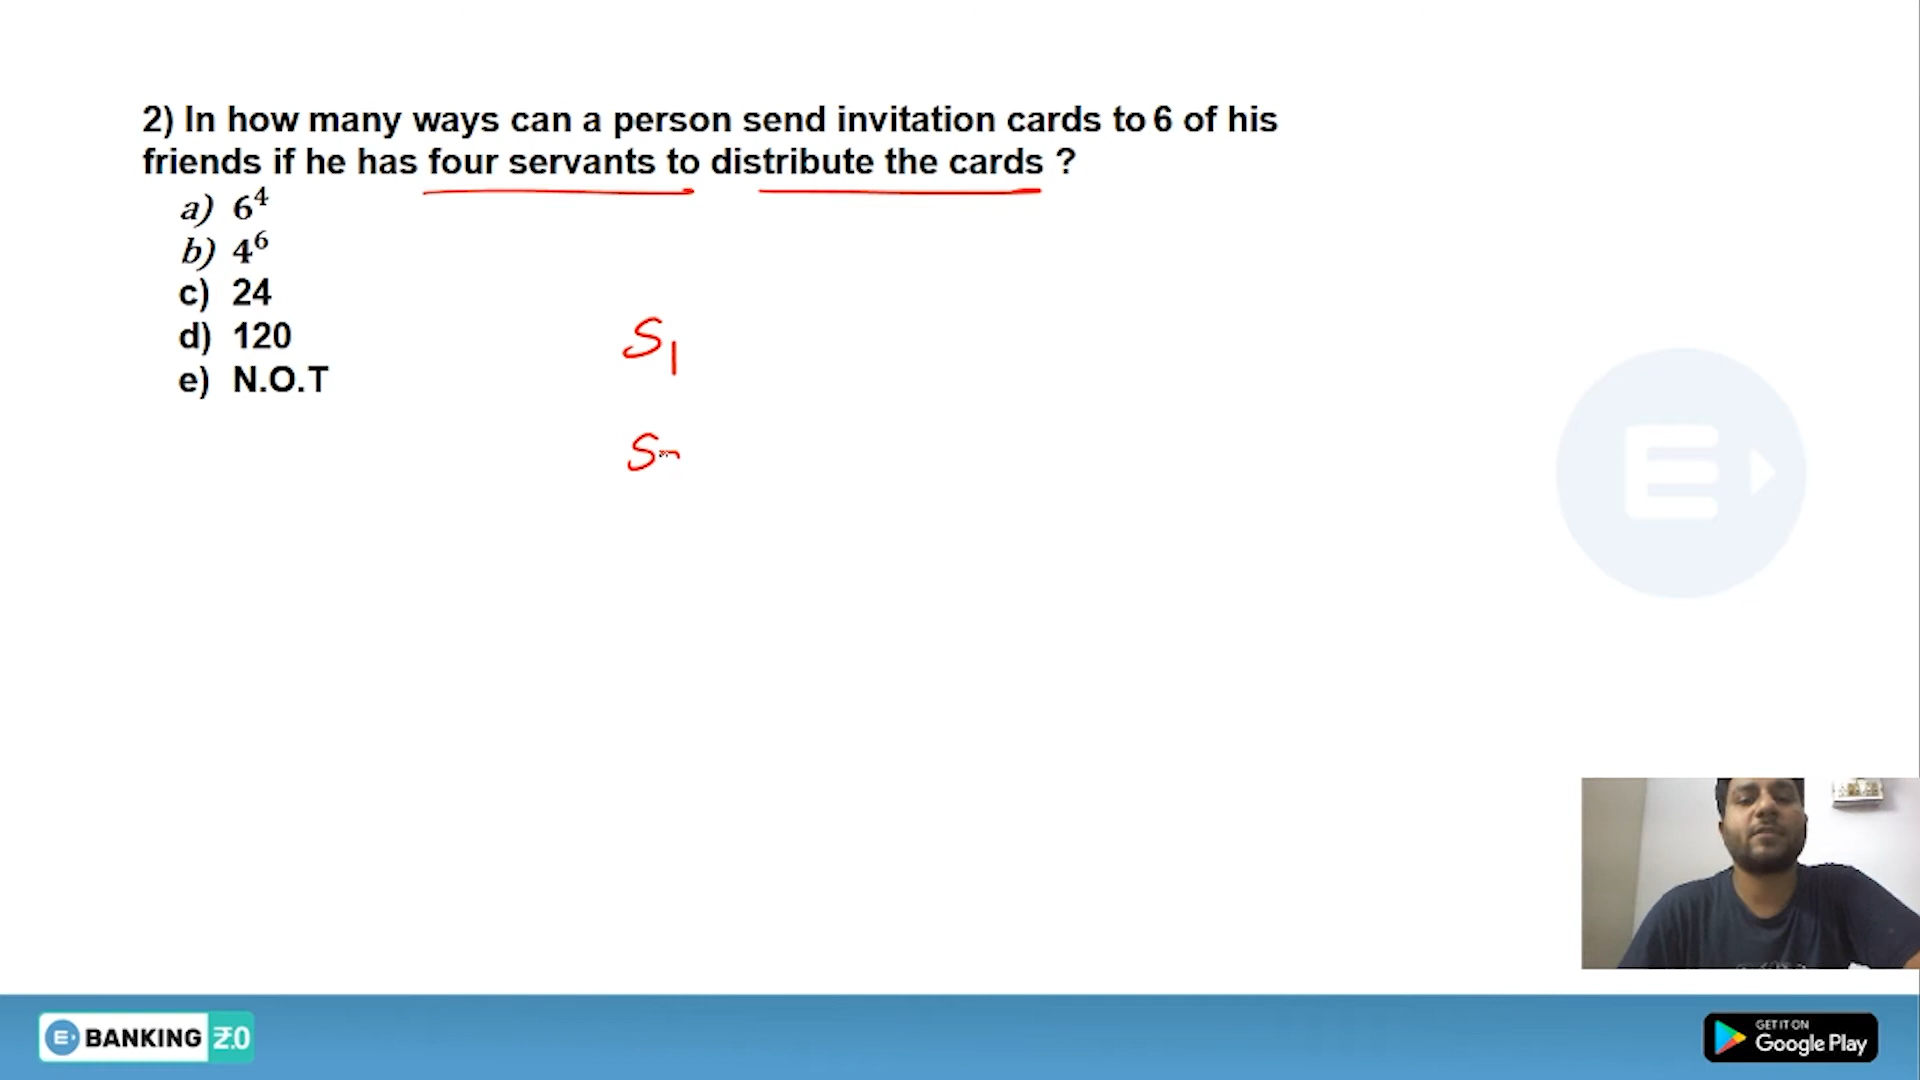 2) In how many ways can a person send invitation cards to 6 of his
friends if he has four servants to distribute the cards ?
a) 6⁴
b) 4⁶
c) 24
d) 120
e) N.O.T
S₁
S
E
E BANKING 2.0
GET IT ON
Google Play